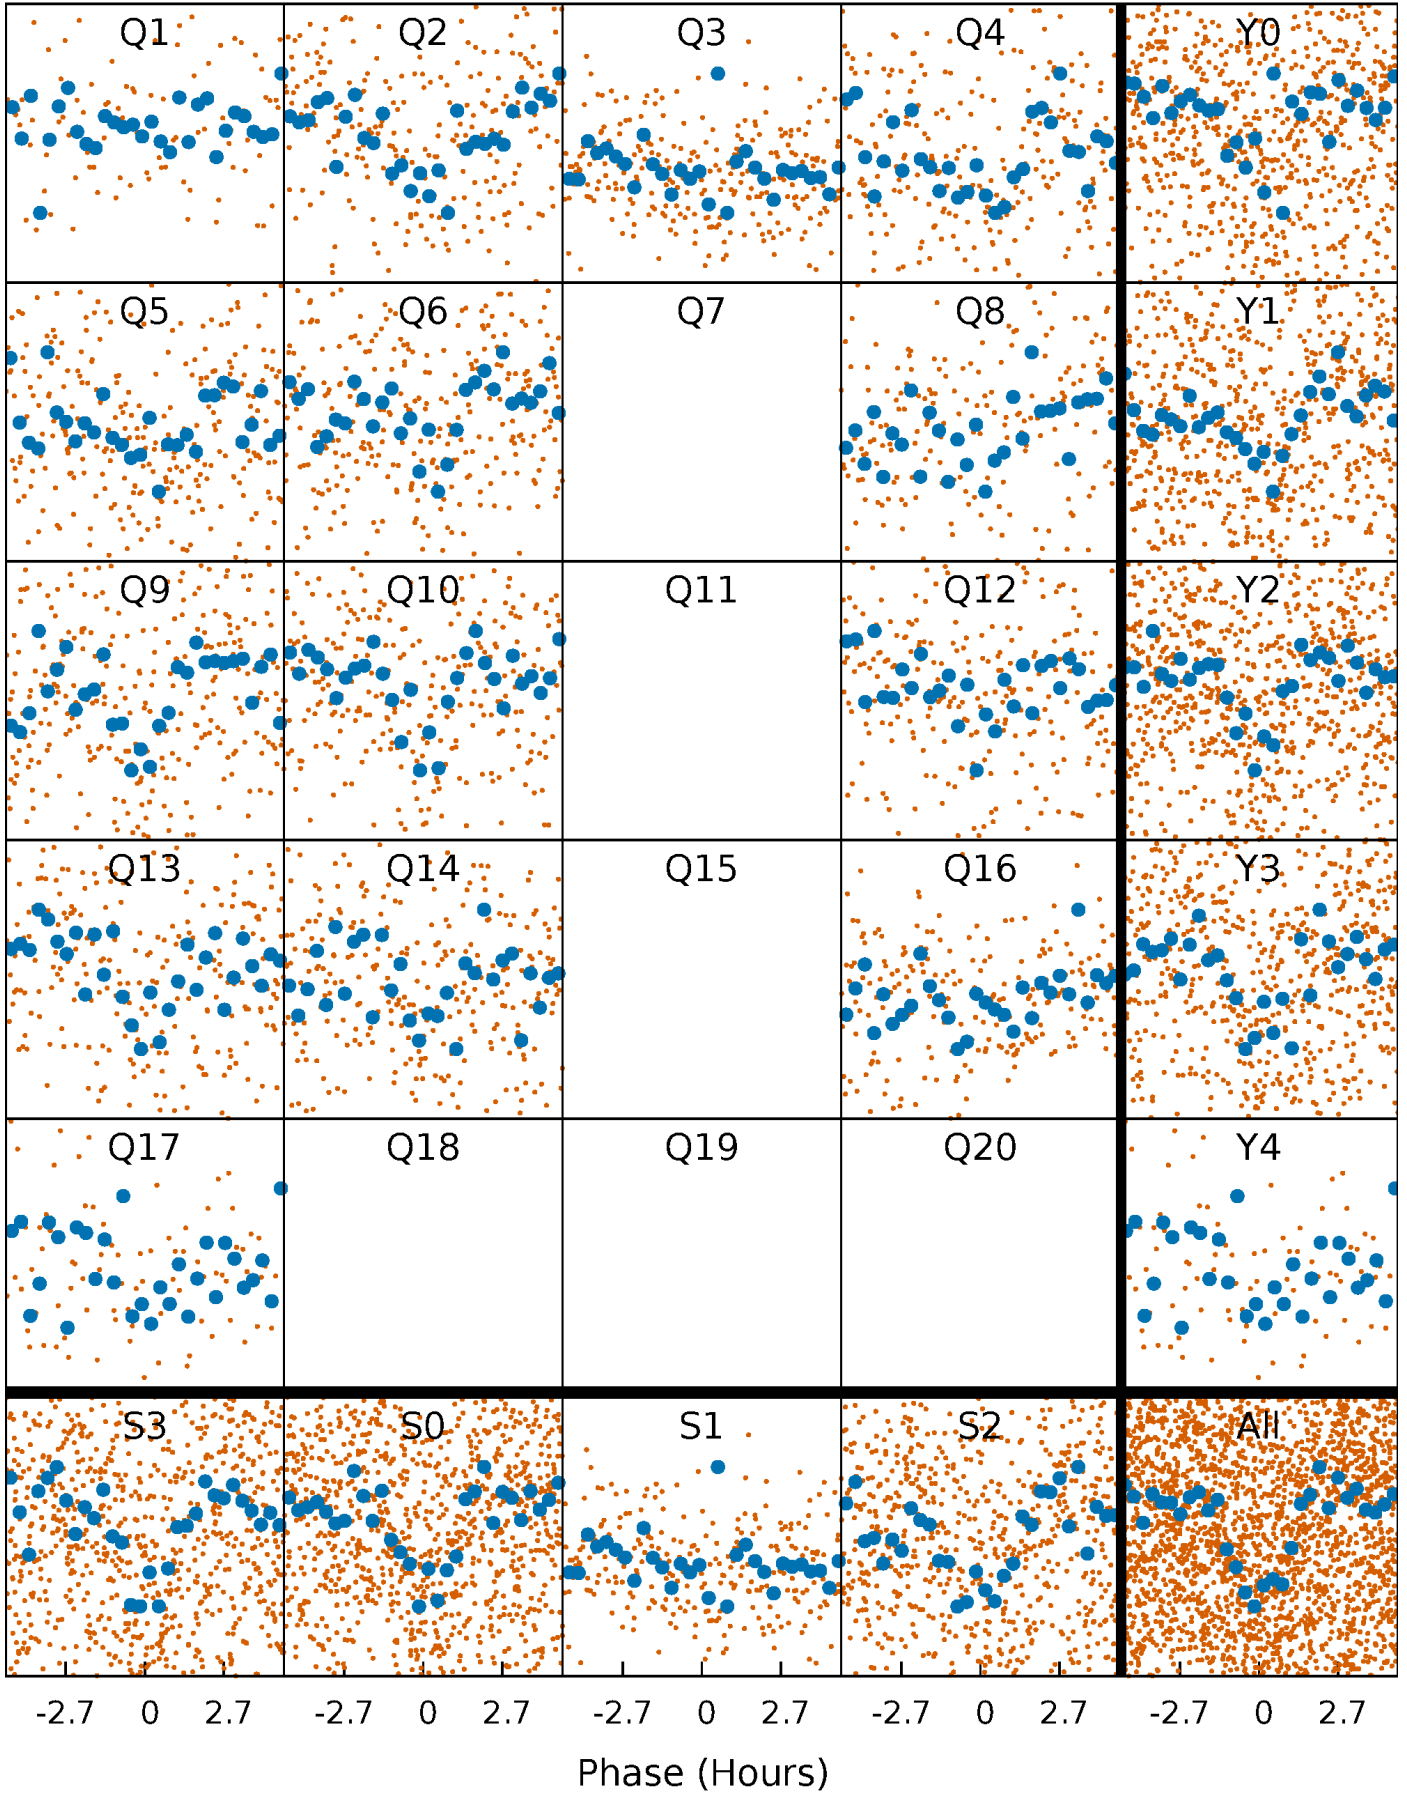 Q1 Q2 Q3 Q4 Y0
Q5 Q6 Q7 Q8 Y1
Q9 Q10 Q11 Q12 Y2
Q13 Q14 Q15 Q16 Y3
Q17 Q18 Q19 Q20 Y4
S3 S0 S1 S2 All
-2.7 0 2.7 -2.7 0 2.7 -2.7 0 2.7 -2.7 0 2.7 -2.7 0 2.7
Phase (Hours)